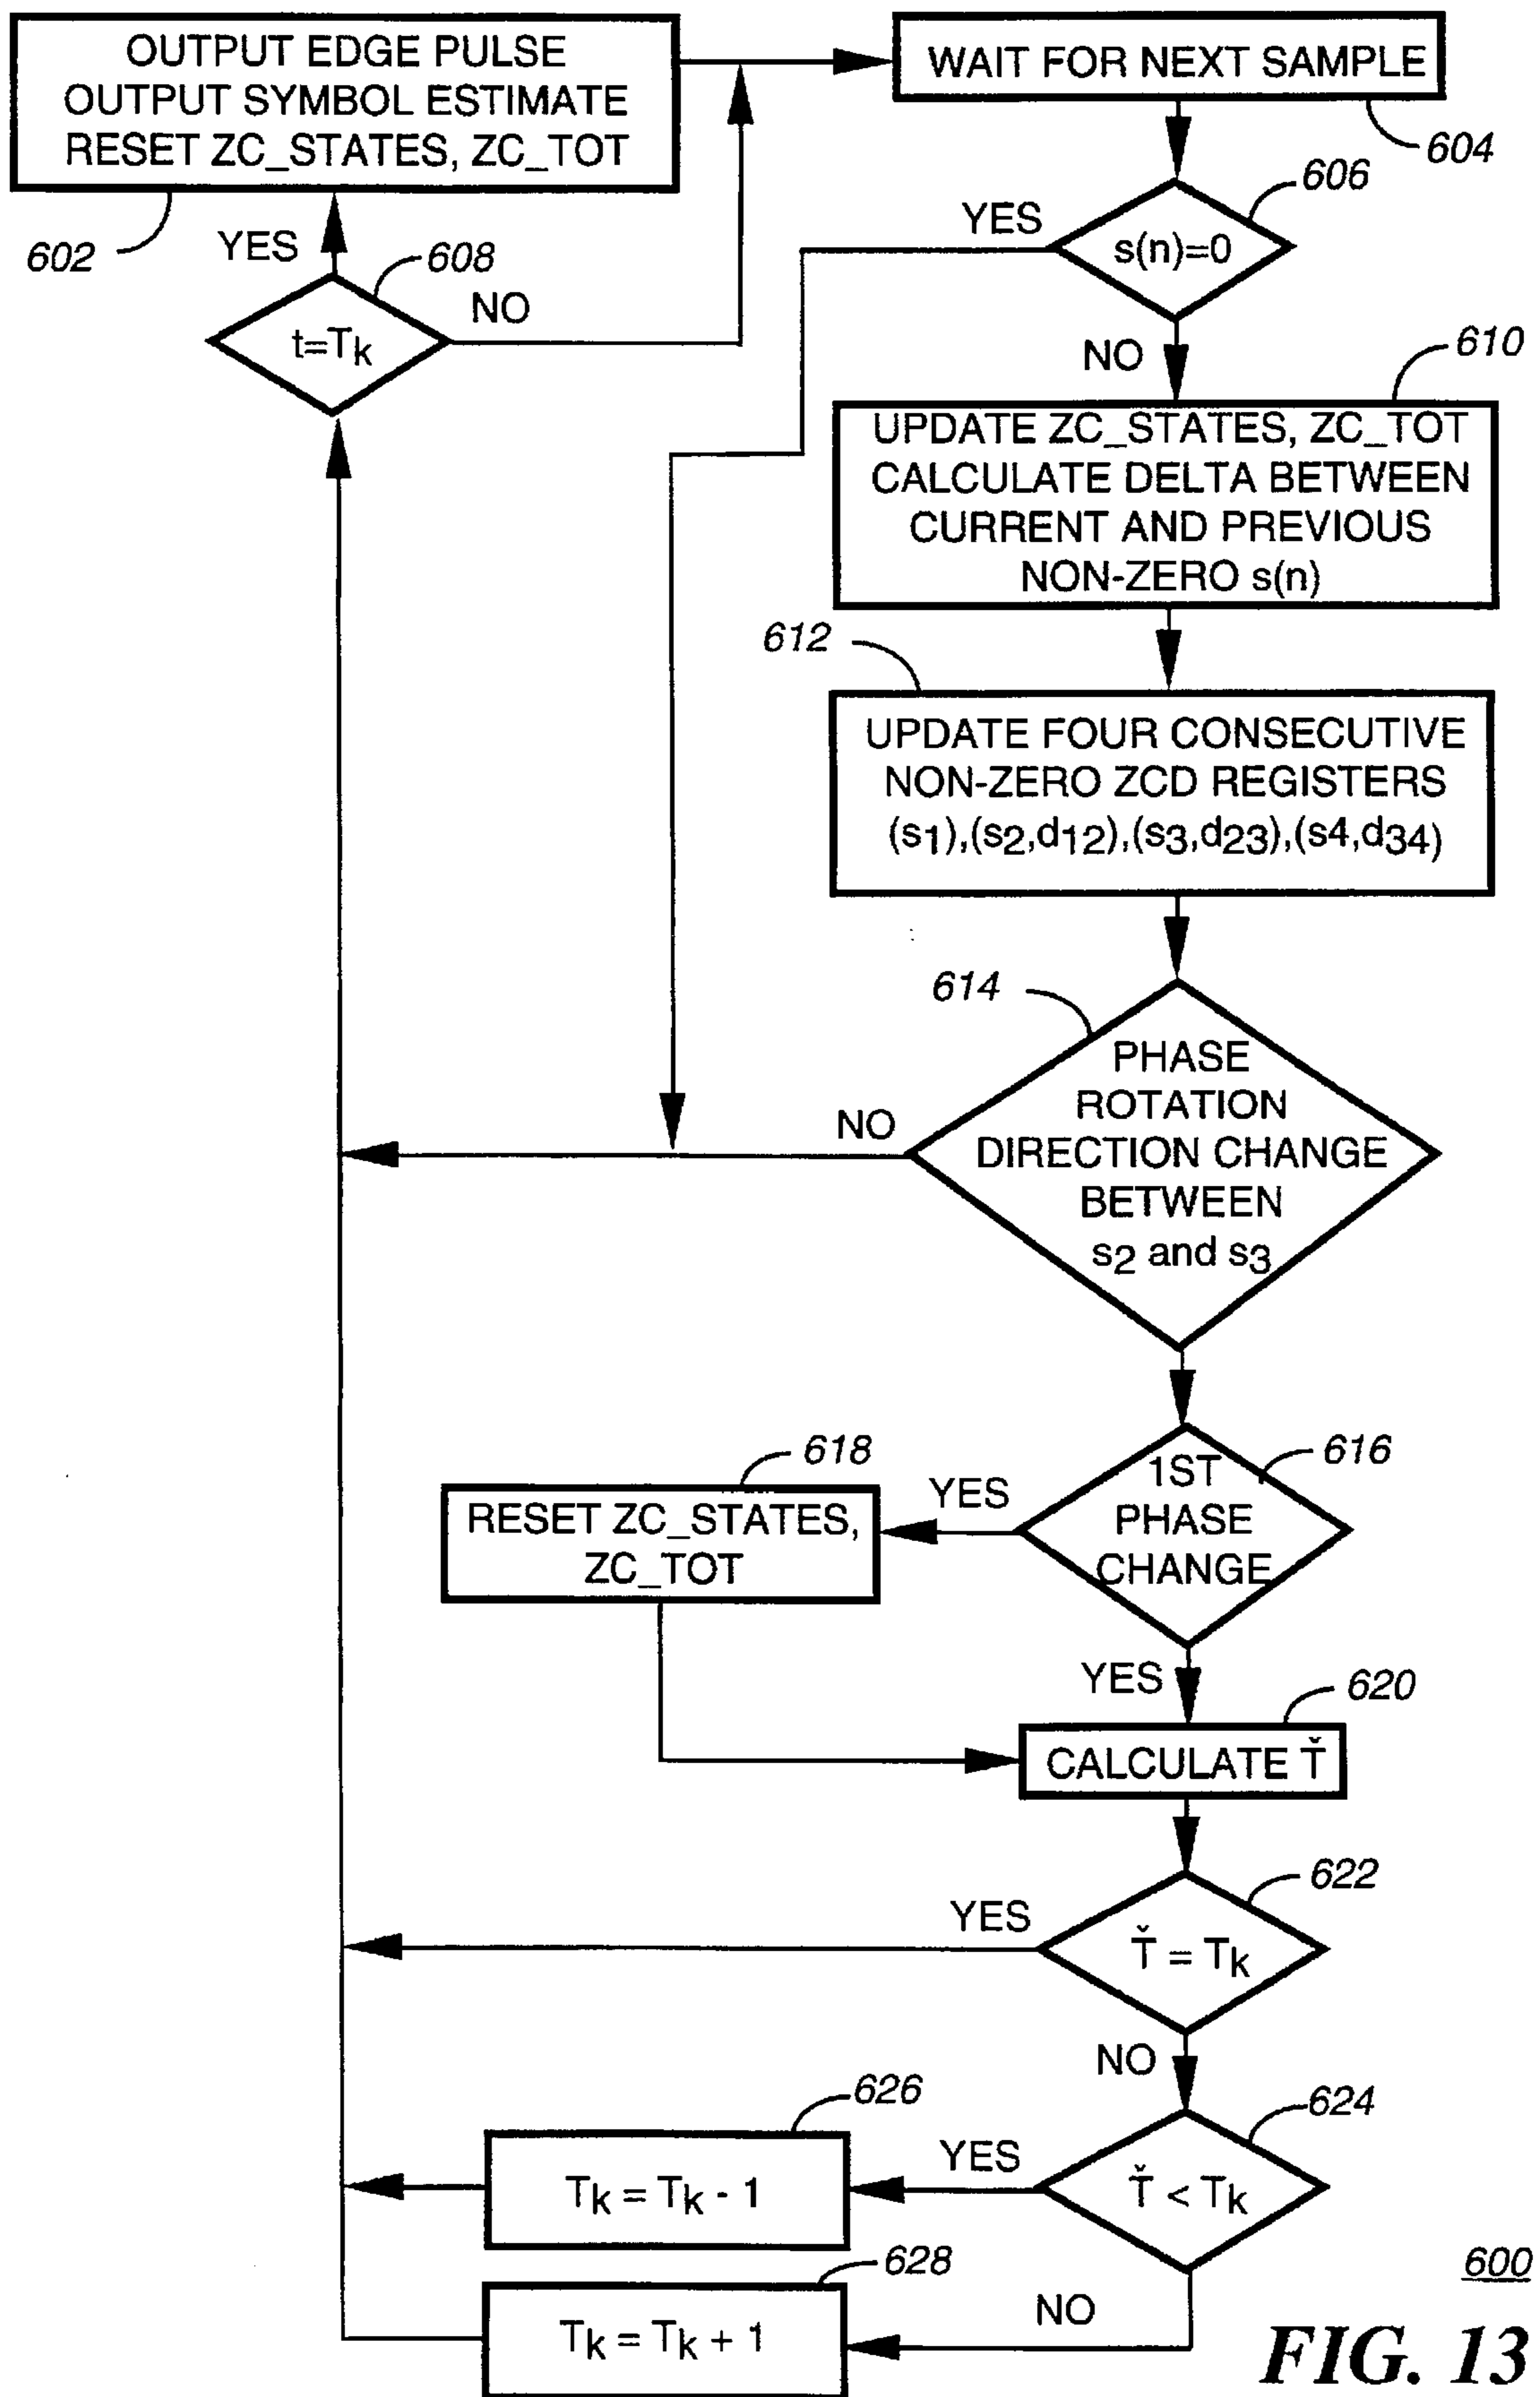 OUTPUT EDGE PULSE
OUTPUT SYMBOL ESTIMATE
RESET ZC_STATES, ZC_TOT
602
WAIT FOR NEXT SAMPLE
604
606
YES
s(n)=0
NO
YES
608
t=Tk
NO
610
UPDATE ZC_STATES, ZC_TOT
CALCULATE DELTA BETWEEN
CURRENT AND PREVIOUS
NON-ZERO s(n)
612
UPDATE FOUR CONSECUTIVE
NON-ZERO ZCD REGISTERS
(s1),(s2,d12),(s3,d23),(s4,d34)
614
NO
PHASE
ROTATION
DIRECTION CHANGE
BETWEEN
s2 and s3
616
1ST
PHASE
CHANGE
YES
618
RESET ZC_STATES,
ZC_TOT
YES
620
CALCULATE Ť
622
YES
Ť = Tk
NO
624
Ť < Tk
YES
626
Tk = Tk - 1
NO
628
Tk = Tk + 1
600
FIG. 13